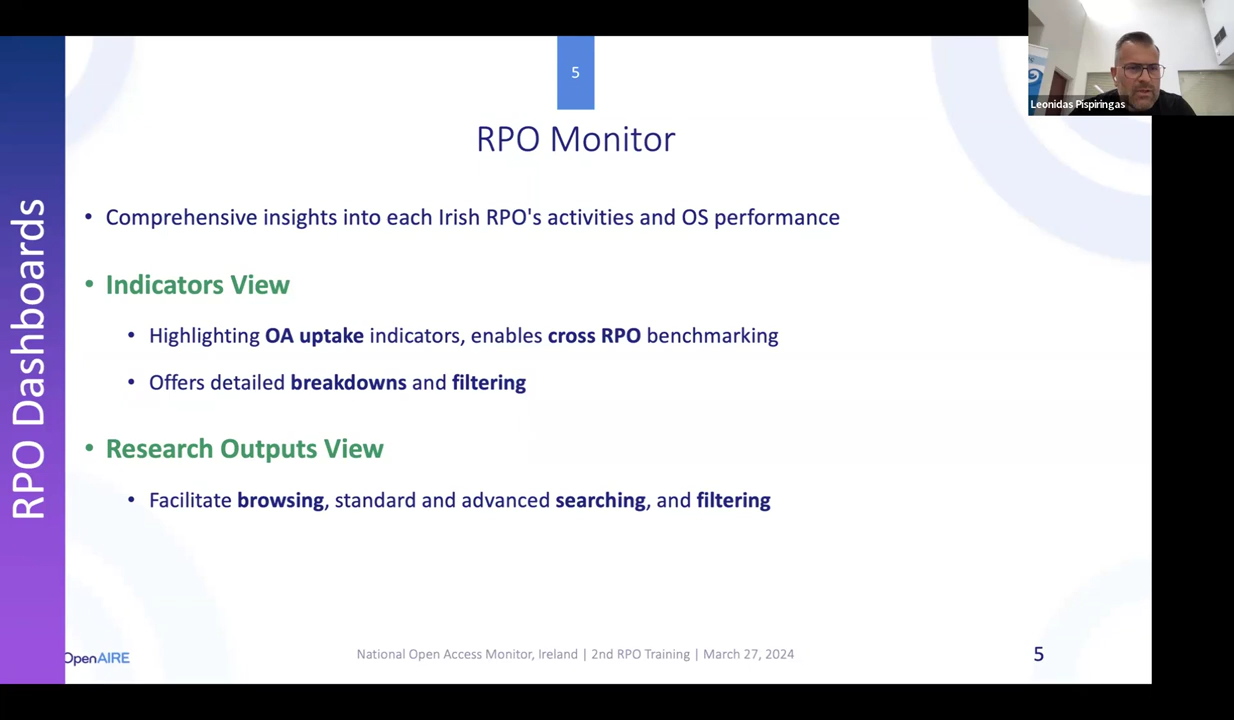 Leonidas Pispiringas
5
RPO Monitor
RPO Dashboards
• Comprehensive insights into each Irish RPO's activities and OS performance
• Indicators View
• Highlighting OA uptake indicators, enables cross RPO benchmarking
• Offers detailed breakdowns and filtering
• Research Outputs View
• Facilitate browsing, standard and advanced searching, and filtering
OpenAIRE
National Open Access Monitor, Ireland | 2nd RPO Training | March 27, 2024
5